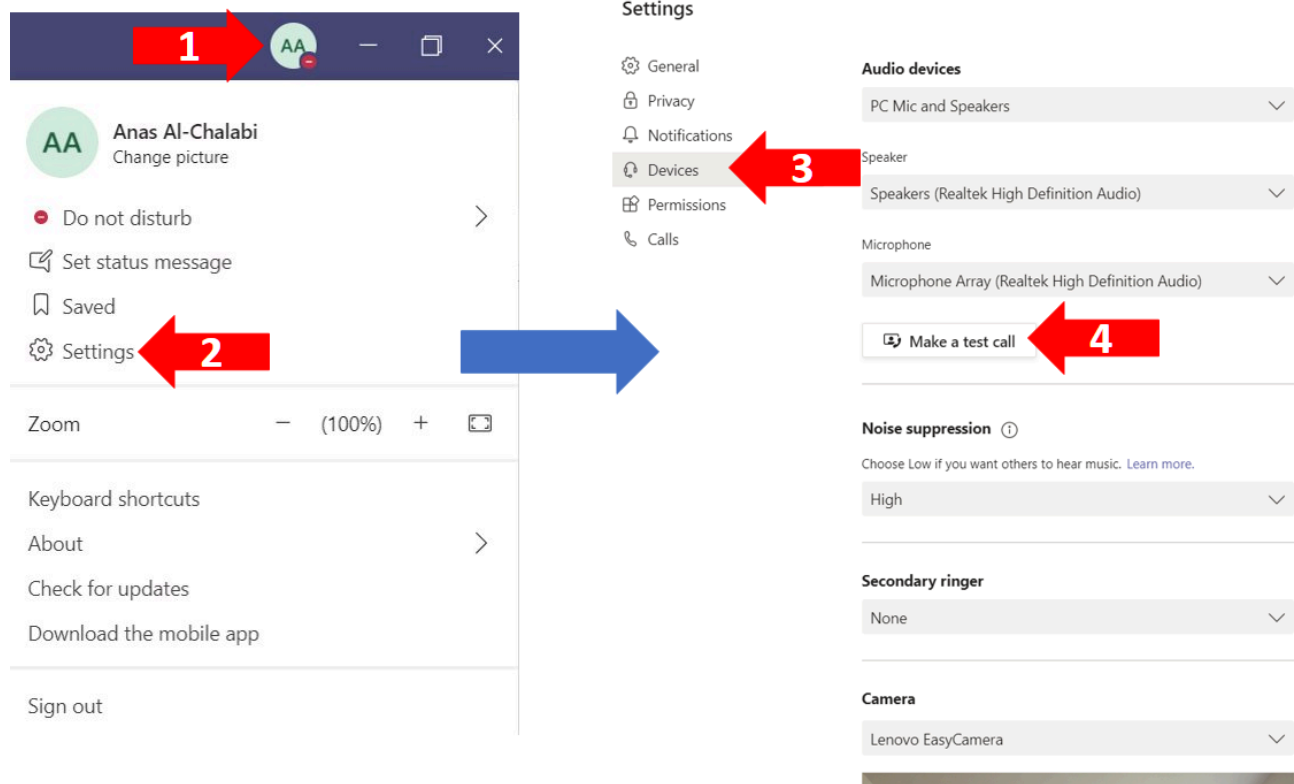 1
AA
AA
Anas Al-Chalabi
Change picture
Do not disturb
Set status message
Saved
Settings
2
Zoom
(100%)
Keyboard shortcuts
About
Check for updates
Download the mobile app
Sign out
Settings
General
Privacy
Notifications
Devices
3
Permissions
Calls
Audio devices
PC Mic and Speakers
Speaker
Speakers (Realtek High Definition Audio)
Microphone
Microphone Array (Realtek High Definition Audio)
Make a test call
4
Noise suppression
Choose Low if you want others to hear music. Learn more.
High
Secondary ringer
None
Camera
Lenovo EasyCamera